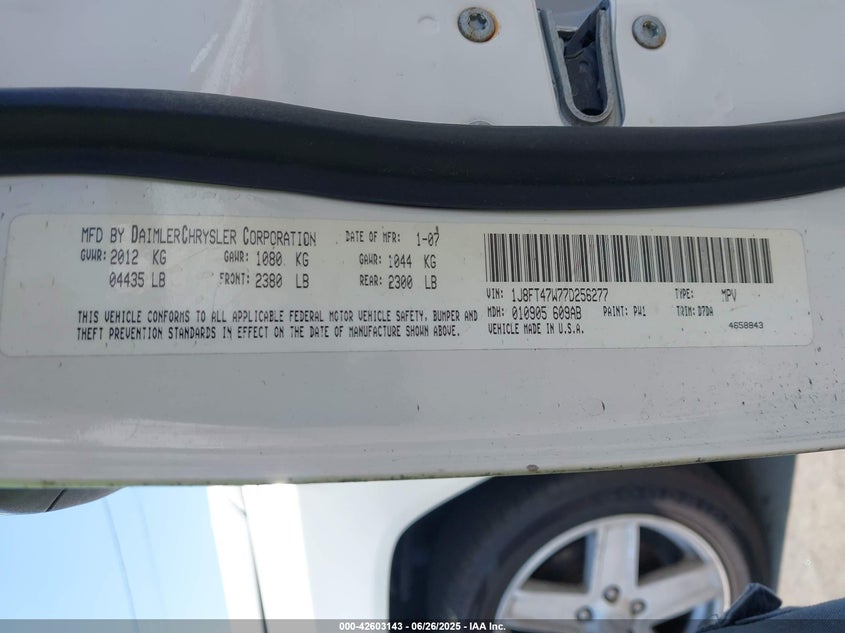 MFD BY DAIMLERCHRYSLER CORPORATION DATE OF MFR: 1-07
GVWR: 2012 KG GAWR: 1080 KG GAWR: 1044 KG
04435 LB FRONT: 2380 LB REAR: 2300 LB
THIS VEHICLE CONFORMS TO ALL APPLICABLE FEDERAL MOTOR VEHICLE SAFETY, BUMPER AND
THEFT PREVENTION STANDARDS IN EFFECT ON THE DATE OF MANUFACTURE SHOWN ABOVE.
VIN: 1J8FT47W77D256277 TYPE: MPV
MDH: 010905 609AB PAINT: PW1 TRIM: D7DA
VEHICLE MADE IN U.S.A. 4658843
000-42603143 - 06/26/2025 - IAA, Inc.